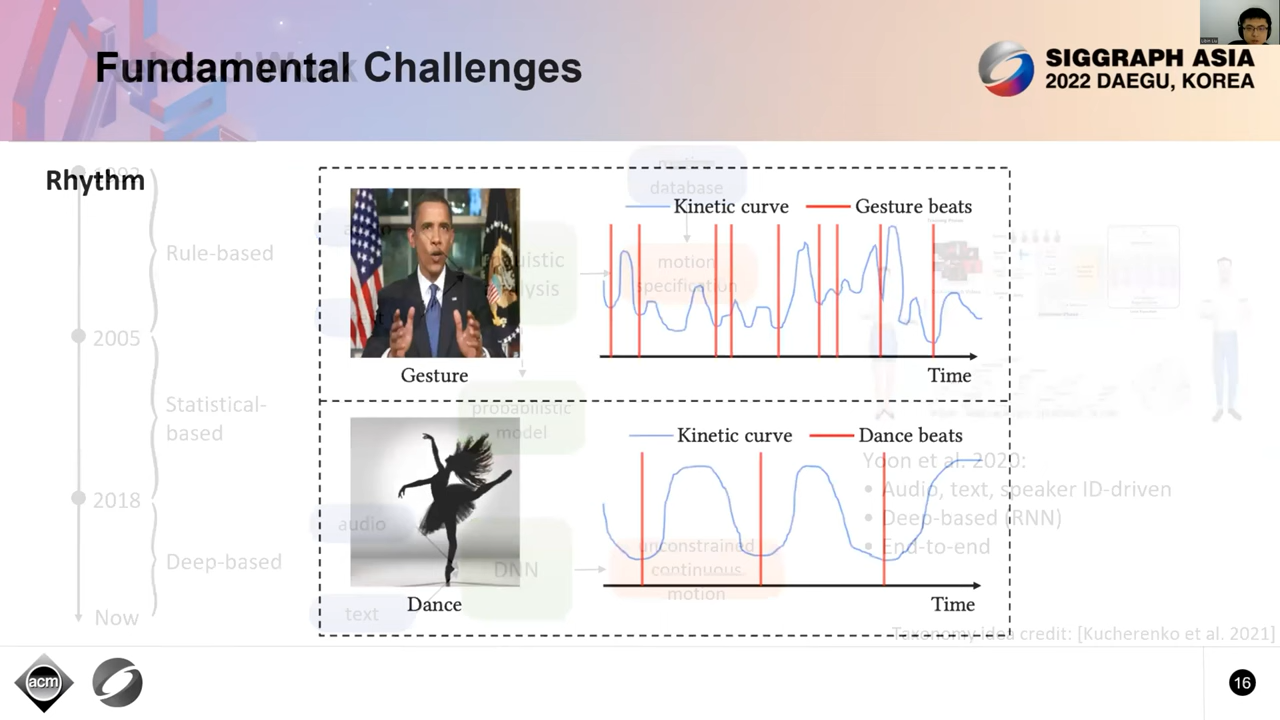 Fundamental Challenges
SIGGRAPH ASIA
2022 DAEGU, KOREA
Rhythm
Rule-based
2005
Statistical-
based
2018
Deep-based
Now
database
motion
specification
probabilistic
model
audio
text
DNN
unconstrained
continuous
motion
Kinetic curve
Gesture beats
Gesture
Time
Kinetic curve
Dance beats
Dance
Time
Yoon et al. 2020:
• Audio, text, speaker ID-driven
• Deep-based (RNN)
• End-to-end
Taxonomy idea credit: [Kucherenko et al. 2021]
acm
16